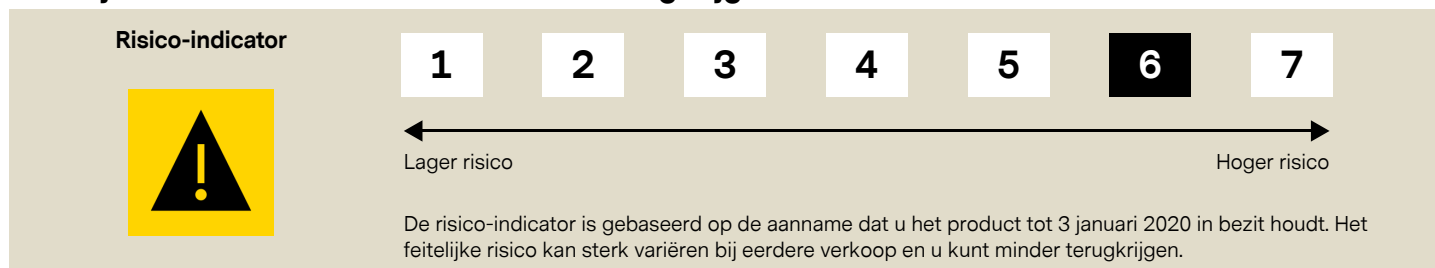 Risico-indicator
1 2 3 4 5 6 7
Lager risico Hoger risico
De risico-indicator is gebaseerd op de aanname dat u het product tot 3 januari 2020 in bezit houdt. Het
feitelijke risico kan sterk variëren bij eerdere verkoop en u kunt minder terugkrijgen.